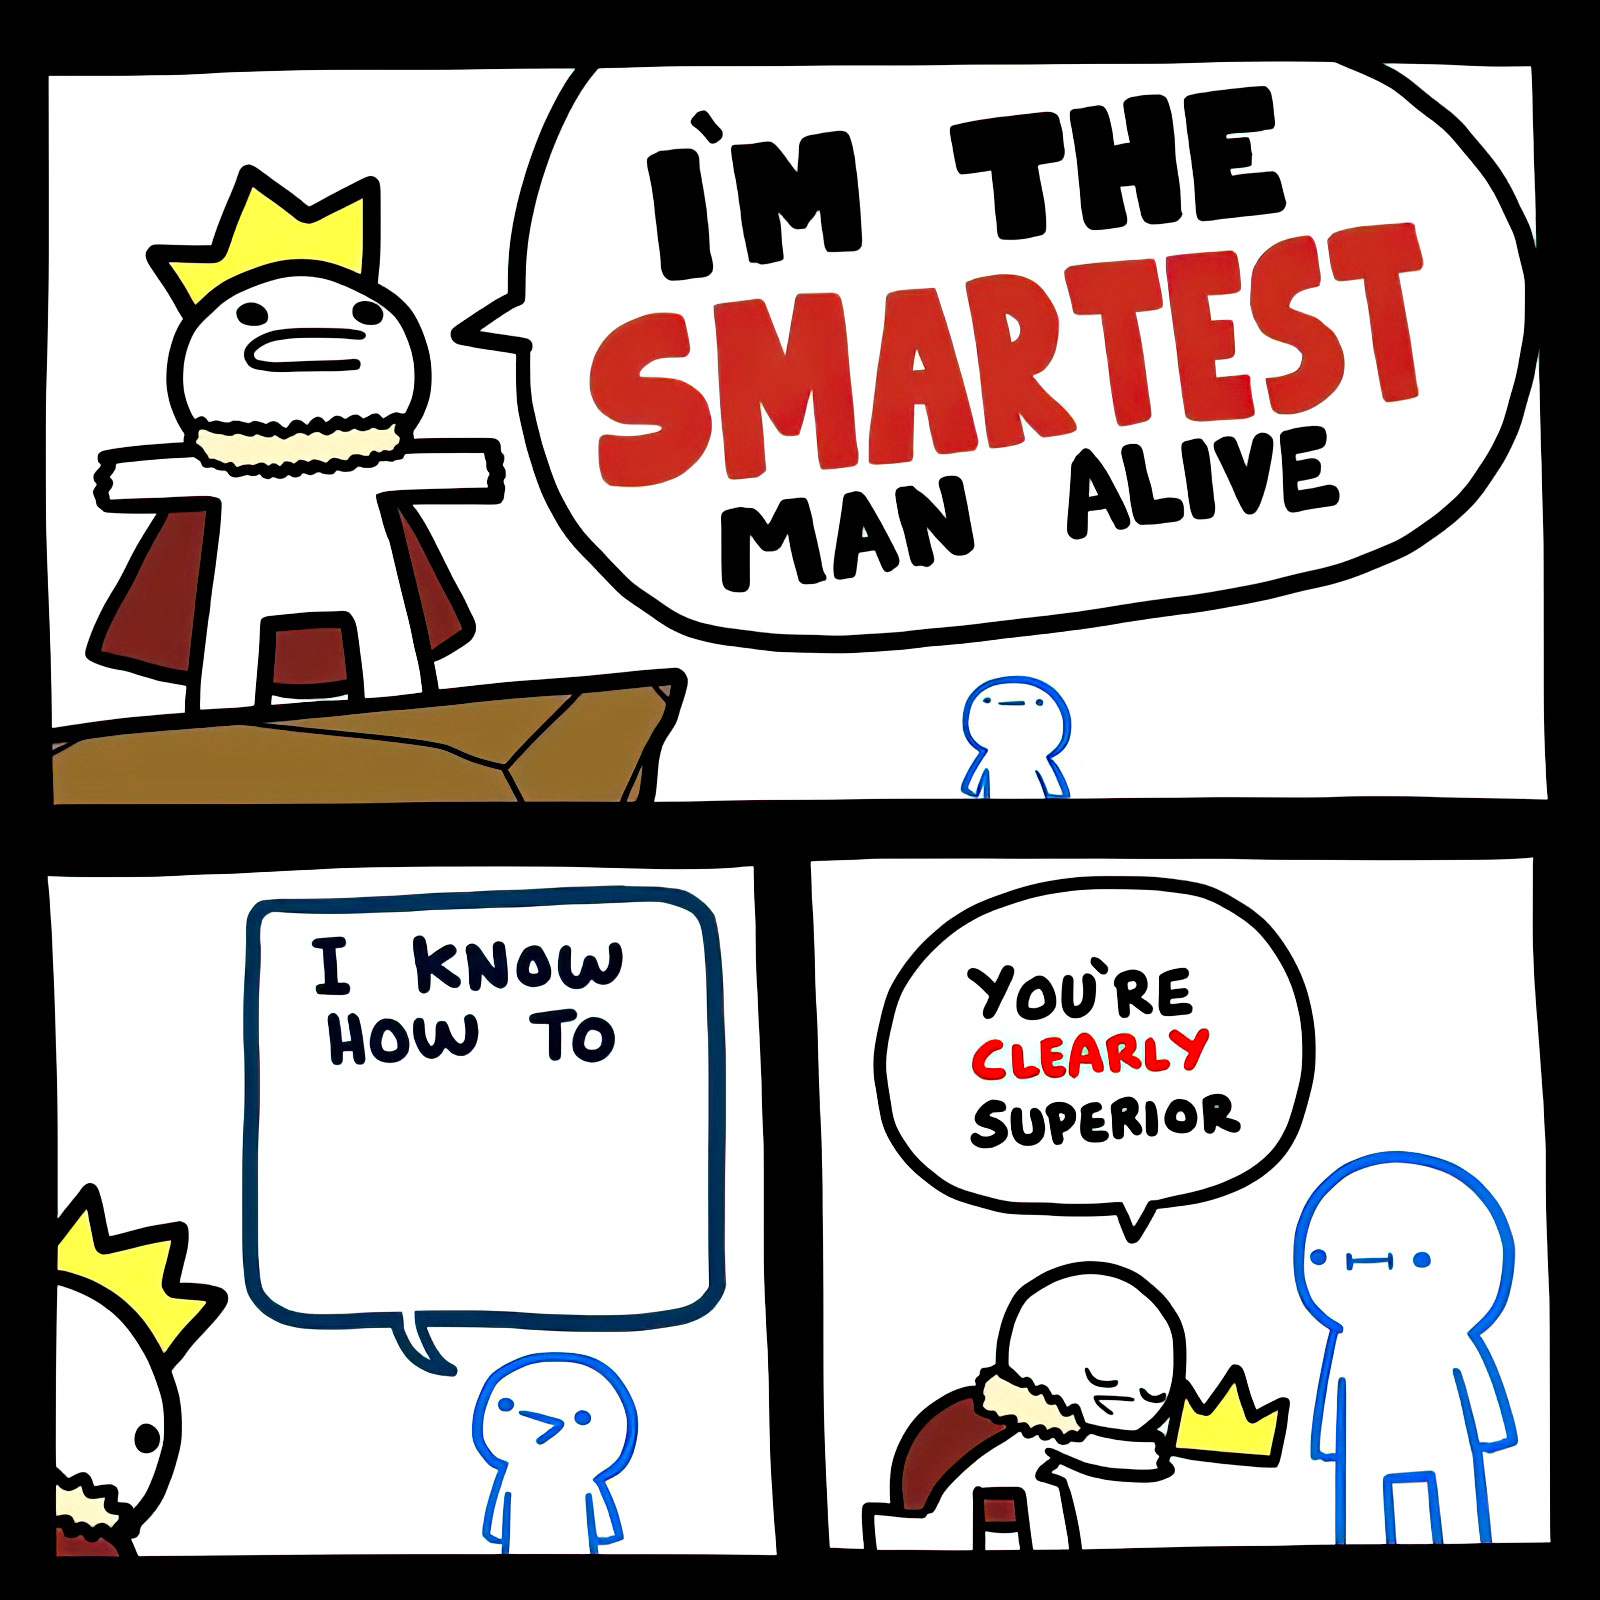 I'M THE
SMARTEST
MAN ALIVE
I KNOW
HOW TO
YOU'RE
CLEARLY
SUPERIOR